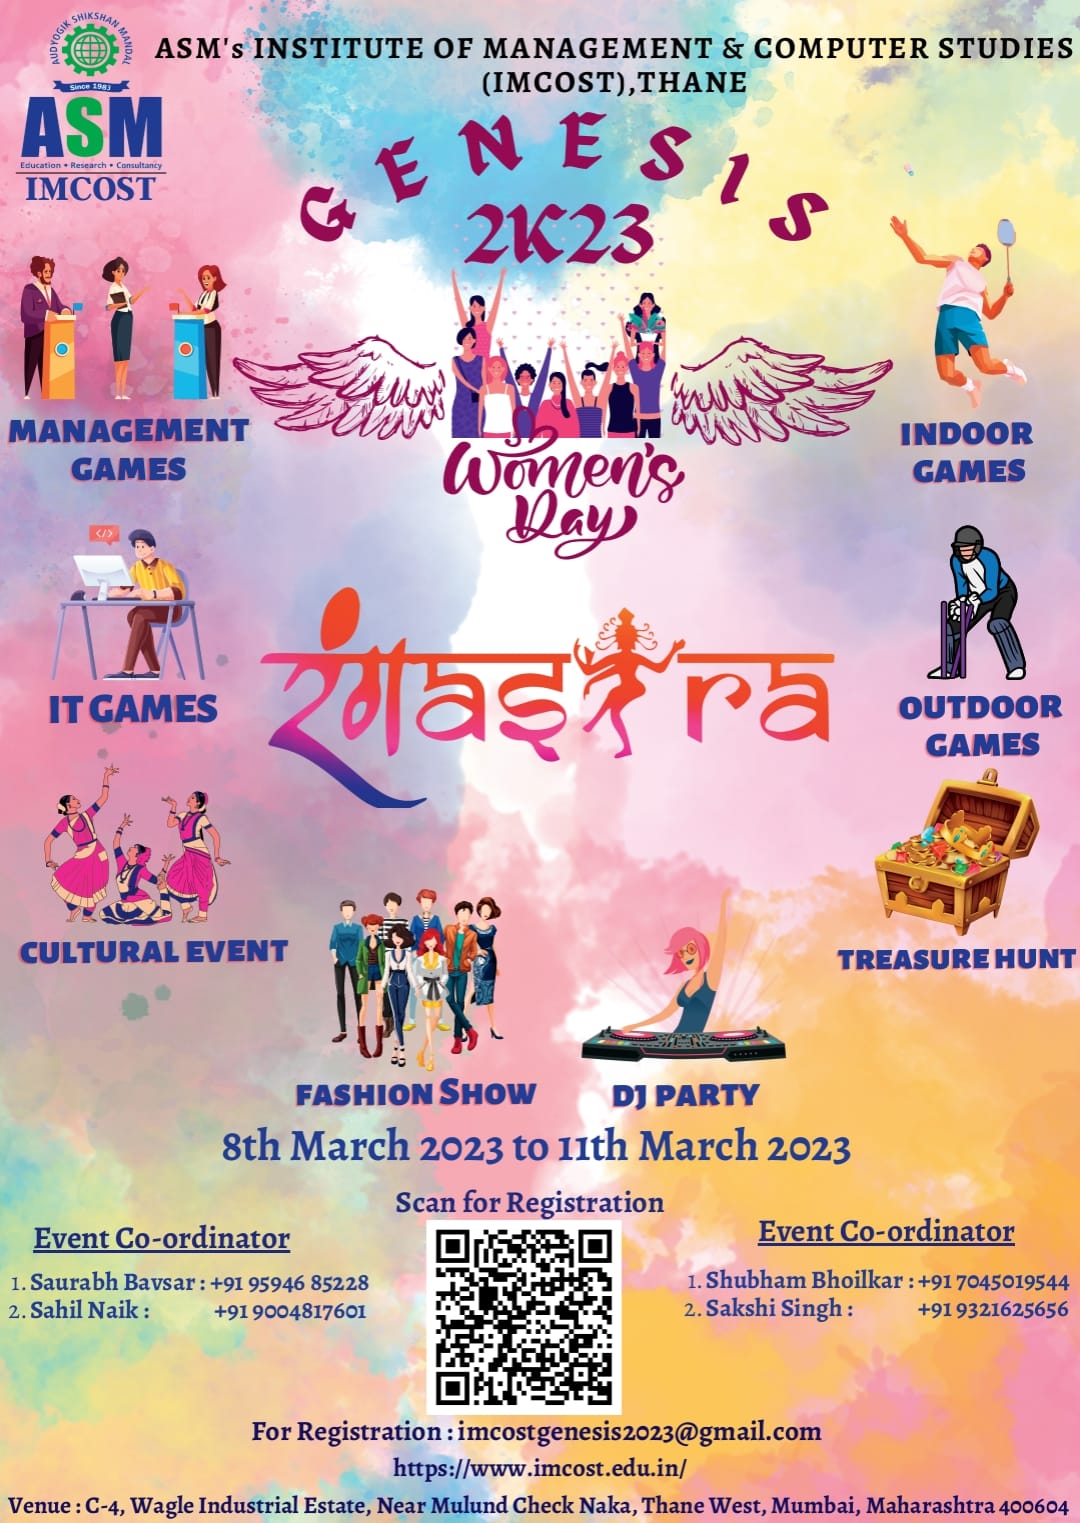 AUDYOGIK SHIKSHAN MANDAL
Since 1983
ASM
Education • Research • Consultancy
IMCOST
ASM's INSTITUTE OF MANAGEMENT & COMPUTER STUDIES
(IMCOST),THANE
GENESIS
2K23
Women's
Day
MANAGEMENT
GAMES
INDOOR
GAMES
</>
IT GAMES
रंगastra
OUTDOOR
GAMES
CULTURAL EVENT
TREASURE HUNT
FASHION SHOW
DJ PARTY
8th March 2023 to 11th March 2023
Scan for Registration
Event Co-ordinator
1. Saurabh Bavsar : +91 95946 85228
2. Sahil Naik : +91 9004817601
Event Co-ordinator
1. Shubham Bhoilkar : +91 7045019544
2. Sakshi Singh : +91 9321625656
For Registration : imcostgenesis2023@gmail.com
https://www.imcost.edu.in/
Venue : C-4, Wagle Industrial Estate, Near Mulund Check Naka, Thane West, Mumbai, Maharashtra 400604